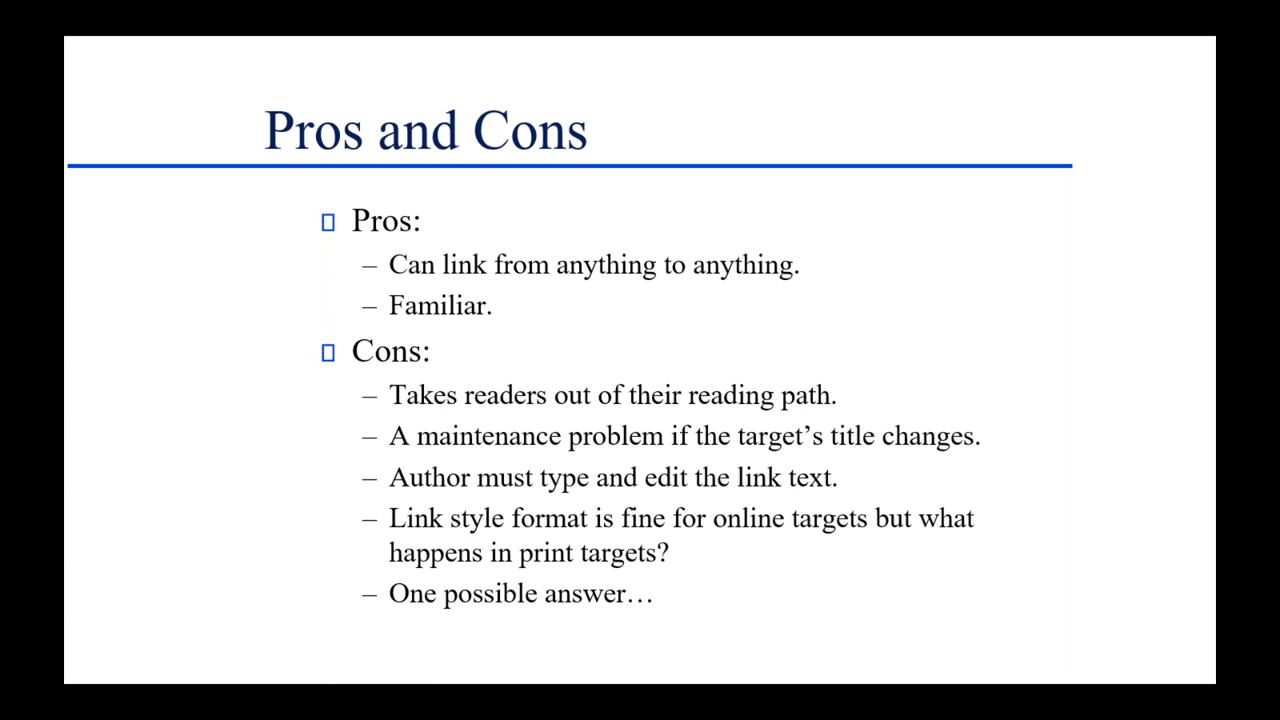 Pros and Cons
Pros:
– Can link from anything to anything.
– Familiar.
Cons:
– Takes readers out of their reading path.
– A maintenance problem if the target’s title changes.
– Author must type and edit the link text.
– Link style format is fine for online targets but what
happens in print targets?
– One possible answer…